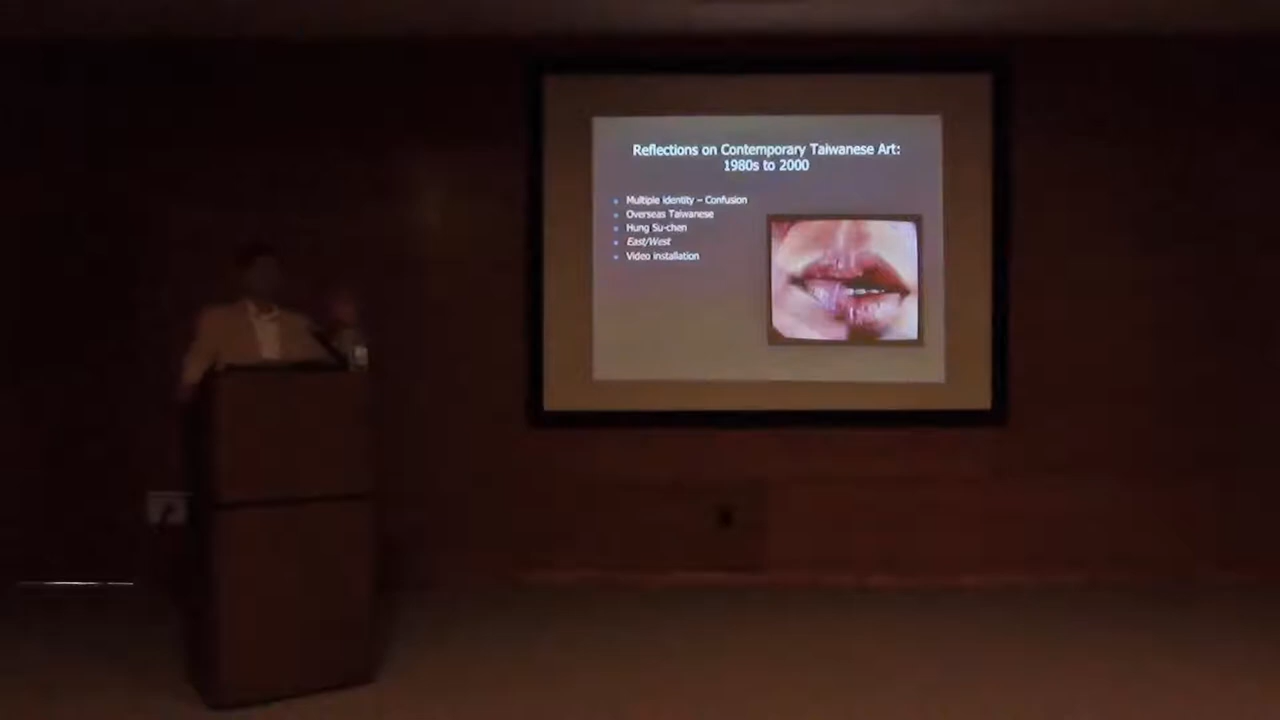 Reflections on Contemporary Taiwanese Art:
1980s to 2000
Multiple identity – Confusion
Overseas Taiwanese
Hung Su-chen
East/West
Video installation